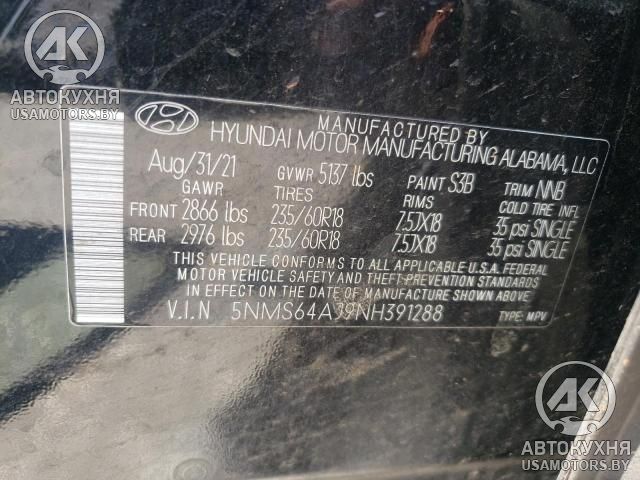 AK
АВТОКУХНЯ
USAMOTORS.BY
MANUFACTURED BY
HYUNDAI MOTOR MANUFACTURING ALABAMA, LLC
Aug/31/21 GVWR 5137 lbs PAINT S3B TRIM NNB
GAWR TIRES RIMS COLD TIRE INFL
FRONT 2866 lbs 235/60R18 7.5JX18 35 psi SINGLE
REAR 2976 lbs 235/60R18 7.5JX18 35 psi SINGLE
THIS VEHICLE CONFORMS TO ALL APPLICABLE U.S.A. FEDERAL
MOTOR VEHICLE SAFETY AND THEFT PREVENTION STANDARDS
IN EFFECT ON THE DATE OF MANUFACTURE SHOWN ABOVE.
V.I.N 5NMS64AJ9NH391288 TYPE: MPV
AK
АВТОКУХНЯ
USAMOTORS.BY